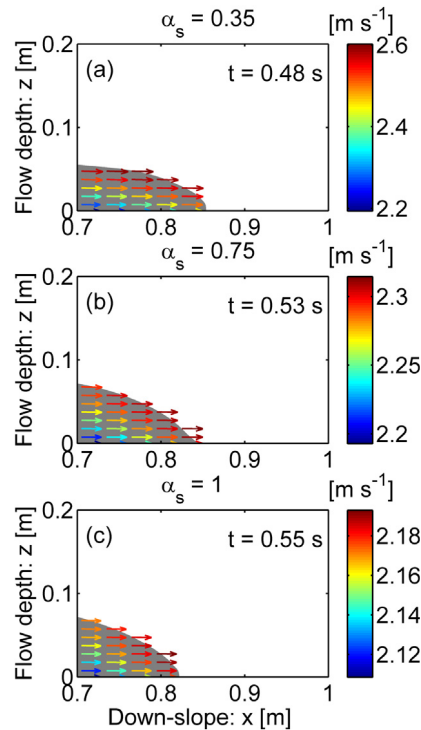 αs = 0.35
[m s-1]
(a)
t = 0.48 s
Flow depth: z [m]
0.2
0.1
0
0.7
0.8
0.9
1
2.6
2.4
2.2
αs = 0.75
[m s-1]
(b)
t = 0.53 s
Flow depth: z [m]
0.2
0.1
0
0.7
0.8
0.9
1
2.3
2.25
2.2
αs = 1
[m s-1]
(c)
t = 0.55 s
Flow depth: z [m]
0.2
0.1
0
0.7
0.8
0.9
1
2.18
2.16
2.14
2.12
Down-slope: x [m]